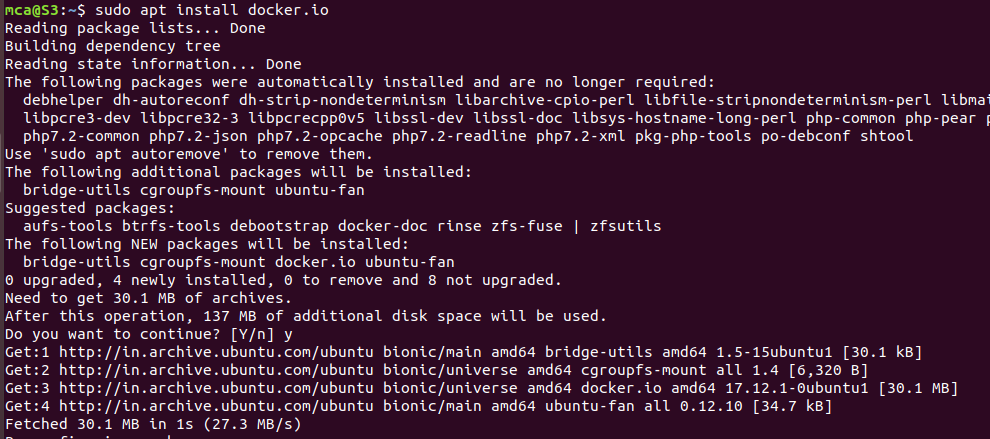 mca@S3:~$ sudo apt install docker.io
Reading package lists... Done
Building dependency tree
Reading state information... Done
The following packages were automatically installed and are no longer required:
  debhelper dh-autoreconf dh-strip-nondeterminism libarchive-cpio-perl libfile-stripnondeterminism-perl
  libpcre3-dev libpcre32-3 libpcrecpp0v5 libssl-dev libssl-doc libsys-hostname-long-perl php-common php-pear
  php7.2-common php7.2-json php7.2-opcache php7.2-readline php7.2-xml pkg-php-tools po-debconf shtool
Use 'sudo apt autoremove' to remove them.
The following additional packages will be installed:
  bridge-utils cgroupfs-mount ubuntu-fan
Suggested packages:
  aufs-tools btrfs-tools debootstrap docker-doc rinse zfs-fuse | zfsutils
The following NEW packages will be installed:
  bridge-utils cgroupfs-mount docker.io ubuntu-fan
0 upgraded, 4 newly installed, 0 to remove and 8 not upgraded.
Need to get 30.1 MB of archives.
After this operation, 137 MB of additional disk space will be used.
Do you want to continue? [Y/n] y
Get:1 http://in.archive.ubuntu.com/ubuntu bionic/main amd64 bridge-utils amd64 1.5-15ubuntu1 [30.1 kB]
Get:2 http://in.archive.ubuntu.com/ubuntu bionic/universe amd64 cgroupfs-mount all 1.4 [6,320 B]
Get:3 http://in.archive.ubuntu.com/ubuntu bionic/universe amd64 docker.io amd64 17.12.1-0ubuntu1 [30.1 MB]
Get:4 http://in.archive.ubuntu.com/ubuntu bionic/main amd64 ubuntu-fan all 0.12.10 [34.7 kB]
Fetched 30.1 MB in 1s (27.3 MB/s)